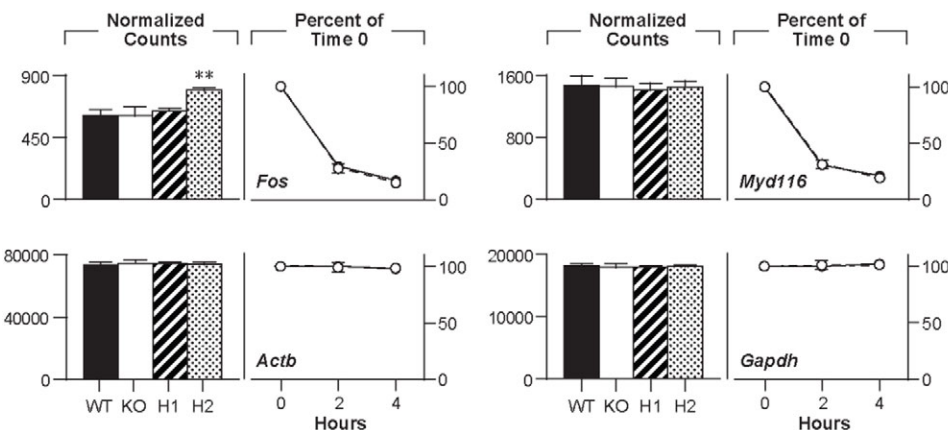 Normalized Counts
Percent of Time 0
Normalized Counts
Percent of Time 0
900
450
0
**
Fos
100
50
0
1600
800
0
Myd116
100
50
0
80000
40000
0
WT KO H1 H2
Actb
100
50
0
0 2 4
Hours
20000
10000
0
WT KO H1 H2
Gapdh
100
50
0
0 2 4
Hours